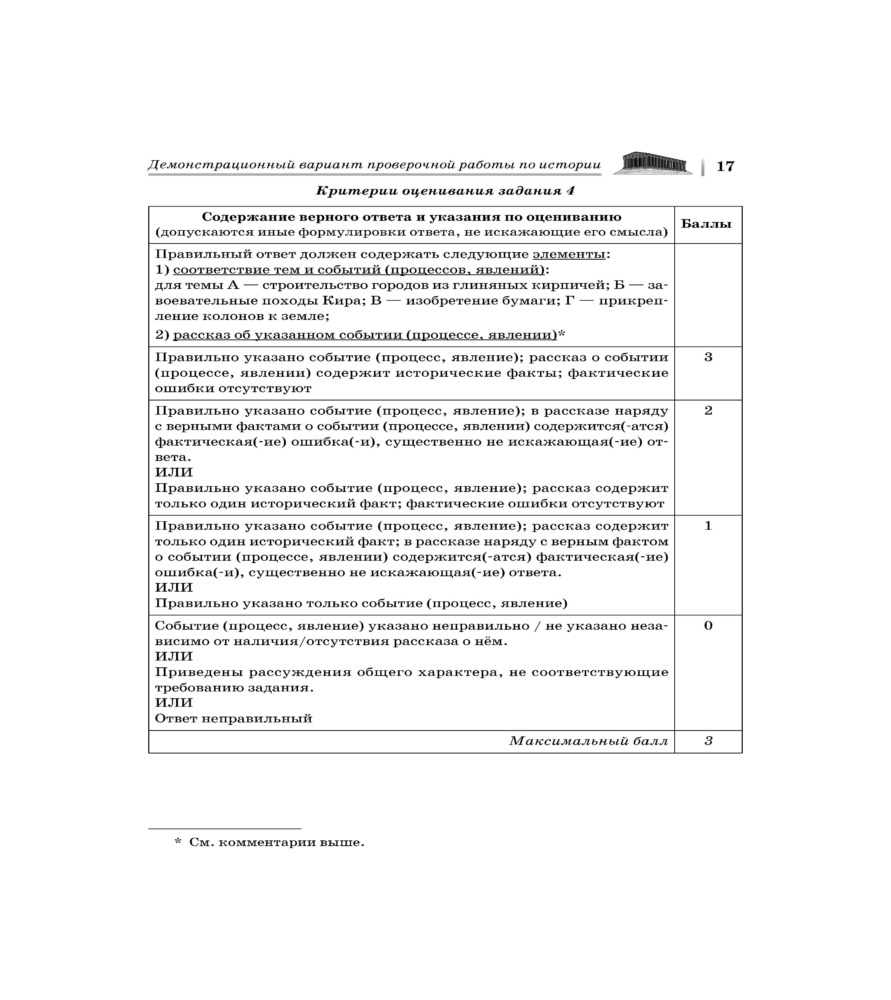 Демонстрационный вариант проверочной работы по истории
17
Критерии оценивания задания 4
Содержание верного ответа и указания по оцениванию
(допускаются иные формулировки ответа, не искажающие его смысла)
Баллы
Правильный ответ должен содержать следующие элементы:
1) соответствие тем и событий (процессов, явлений):
для темы А — строительство городов из глиняных кирпичей; Б — за-
воевательные походы Кира; В — изобретение бумаги; Г — прикреп-
ление колонов к земле;
2) рассказ об указанном событии (процессе, явлении)*
Правильно указано событие (процесс, явление); рассказ о событии
(процессе, явлении) содержит исторические факты; фактические
ошибки отсутствуют
3
Правильно указано событие (процесс, явление); в рассказе наряду
с верными фактами о событии (процессе, явлении) содержится(-атся)
фактическая(-ие) ошибка(-и), существенно не искажающая(-ие) от-
вета.
ИЛИ
Правильно указано событие (процесс, явление); рассказ содержит
только один исторический факт; фактические ошибки отсутствуют
2
Правильно указано событие (процесс, явление); рассказ содержит
только один исторический факт; в рассказе наряду с верным фактом
о событии (процессе, явлении) содержится(-атся) фактическая(-ие)
ошибка(-и), существенно не искажающая(-ие) ответа.
ИЛИ
Правильно указано только событие (процесс, явление)
1
Событие (процесс, явление) указано неправильно / не указано неза-
висимо от наличия/отсутствия рассказа о нём.
ИЛИ
Приведены рассуждения общего характера, не соответствующие
требованию задания.
ИЛИ
Ответ неправильный
0
Максимальный балл
3
* См. комментарии выше.